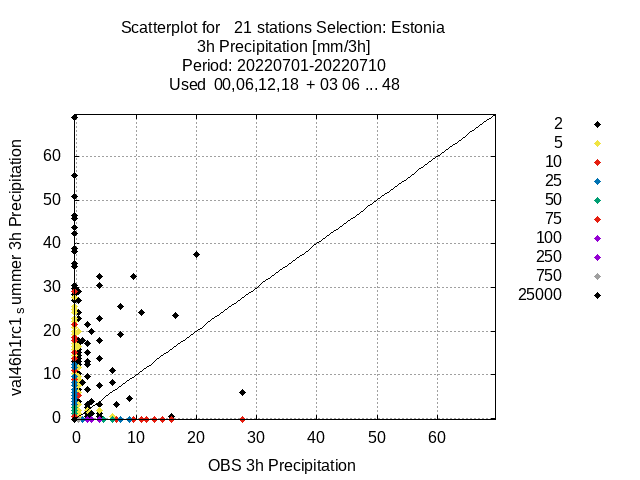 Scatterplot for 21 stations Selection: Estonia
3h Precipitation [mm/3h]
Period: 20220701-20220710
Used 00,06,12,18 + 03 06 ... 48
val46h1rc1 s ummer 3h Precipitation
60
50
40
30
20
10
0
0 10 20 30 40 50 60
OBS 3h Precipitation
2
5
10
25
50
75
100
250
750
25000